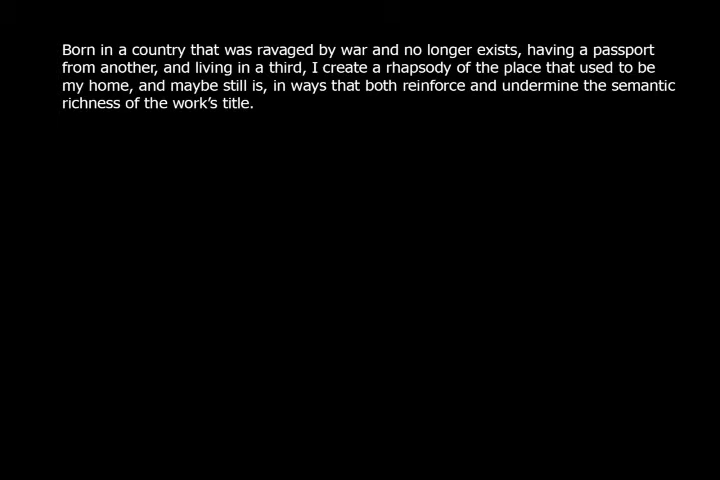 Born in a country that was ravaged by war and no longer exists, having a passport
from another, and living in a third, I create a rhapsody of the place that used to be
my home, and maybe still is, in ways that both reinforce and undermine the semantic
richness of the work’s title.